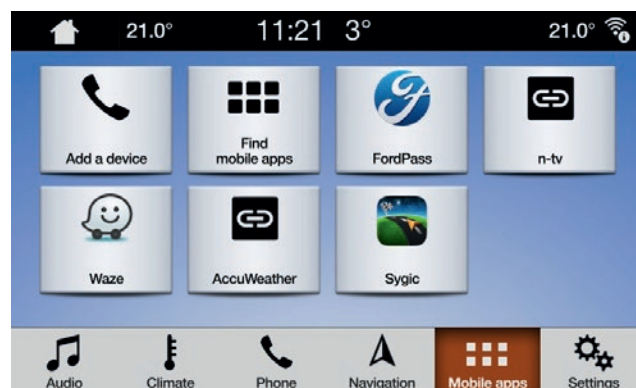 21.0° 11:21 3° 21.0°
Add a device
Find
mobile apps
FordPass
n-tv
Waze
AccuWeather
Sygic
Audio Climate Phone Navigation Mobile apps Settings